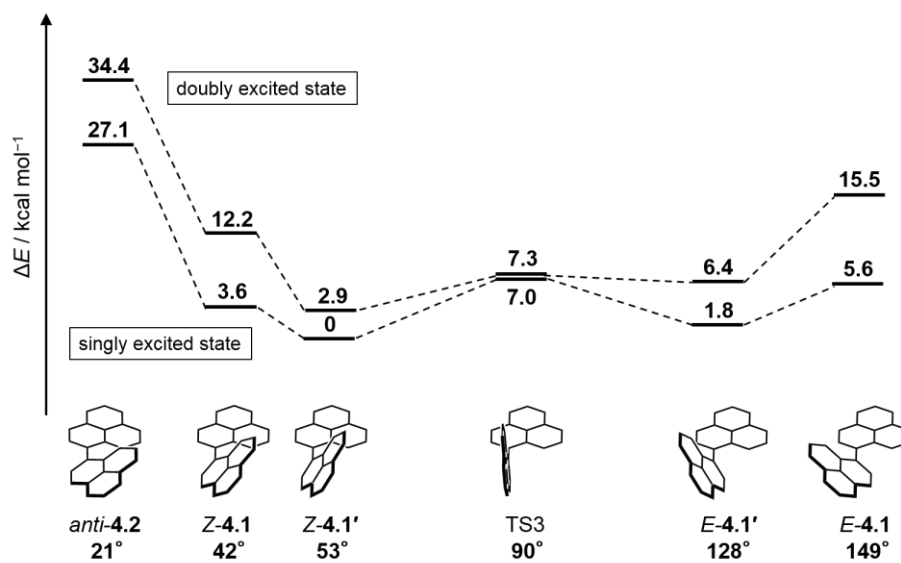 34.4
doubly excited state
27.1
12.2
15.5
7.3
6.4
3.6
2.9
7.0
5.6
0
1.8
singly excited state
ΔE / kcal mol⁻¹
anti-4.2 Z-4.1 Z-4.1′ TS3 E-4.1′ E-4.1
21° 42° 53° 90° 128° 149°